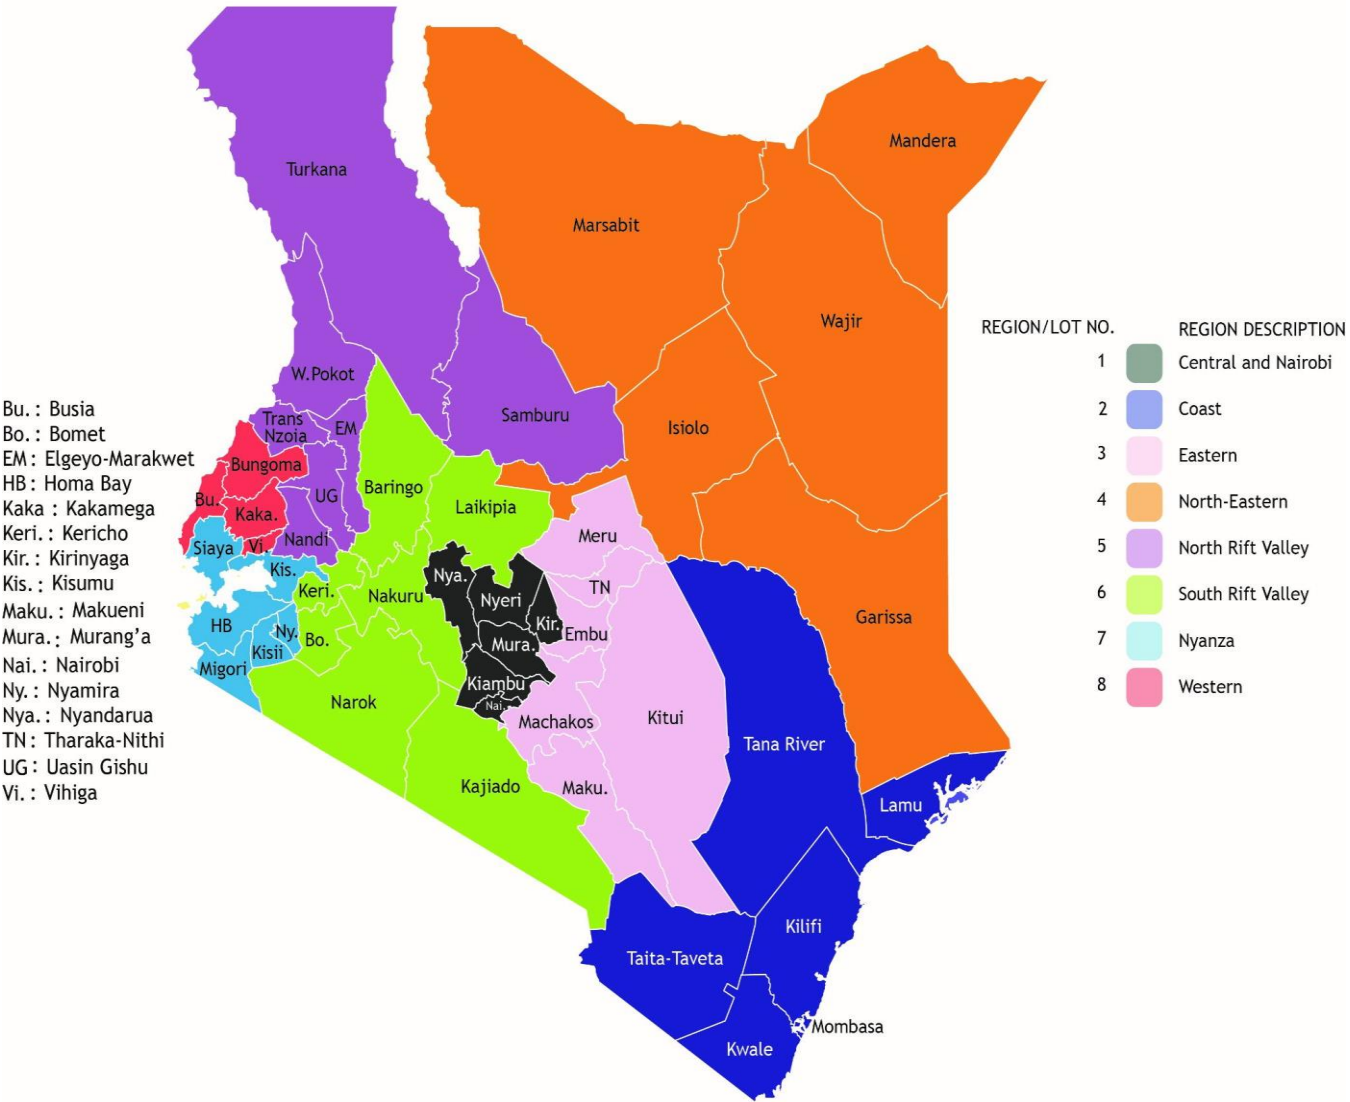 Turkana
Mandera
Marsabit
Wajir
W.Pokot
Samburu
Isiolo
Trans
Nzoia
EM
Bungoma
Baringo
UG
Bu.
Kaka.
Laikipia
Siaya
Vi.
Nandi
Meru
Kis.
Nya.
Keri.
Nakuru
Nyeri
TN
Garissa
HB
Ny.
Bo.
Kir.
Embu
Mura.
Kisii
Migori
Kiambu
Narok
Nai.
Machakos
Kitui
Tana River
Kajiado
Maku.
Lamu
Kilifi
Taita-Taveta
Mombasa
Kwale
Bu. : Busia
Bo. : Bomet
EM : Elgeyo-Marakwet
HB : Homa Bay
Kaka : Kakamega
Keri. : Kericho
Kir. : Kirinyaga
Kis. : Kisumu
Maku. : Makueni
Mura. : Murang’a
Nai. : Nairobi
Ny. : Nyamira
Nya. : Nyandarua
TN : Tharaka-Nithi
UG : Uasin Gishu
Vi. : Vihiga
REGION/LOT NO. REGION DESCRIPTION
1 Central and Nairobi
2 Coast
3 Eastern
4 North-Eastern
5 North Rift Valley
6 South Rift Valley
7 Nyanza
8 Western